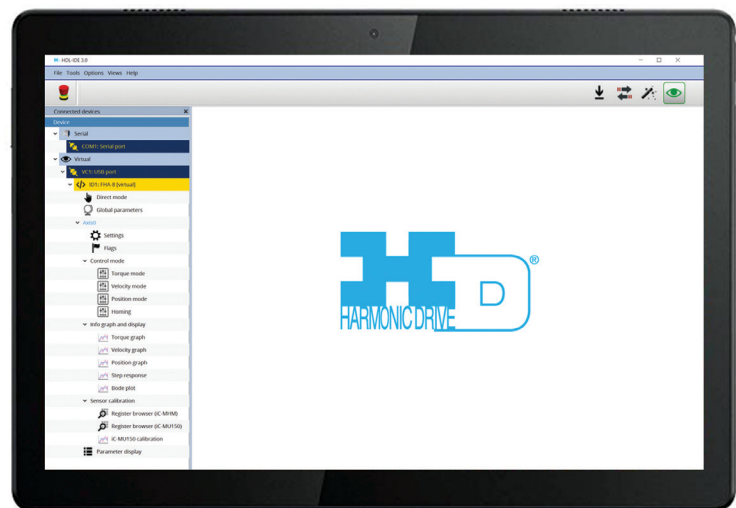 HDL-IDE 3.0
File Tools Options Views Help
Connected devices
Device
Serial
COM1: Serial port
Virtual
VC1: USB port
ID1: FHA-8 [virtual]
Direct mode
Global parameters
Axis0
Settings
Flags
Control mode
Torque mode
Velocity mode
Position mode
Homing
Info graph and display
Torque graph
Velocity graph
Position graph
Step response
Bode plot
Sensor calibration
Register browser (iC-MHM)
Register browser (iC-MU150)
iC-MU150 calibration
Parameter display
HD®
HARMONIC DRIVE